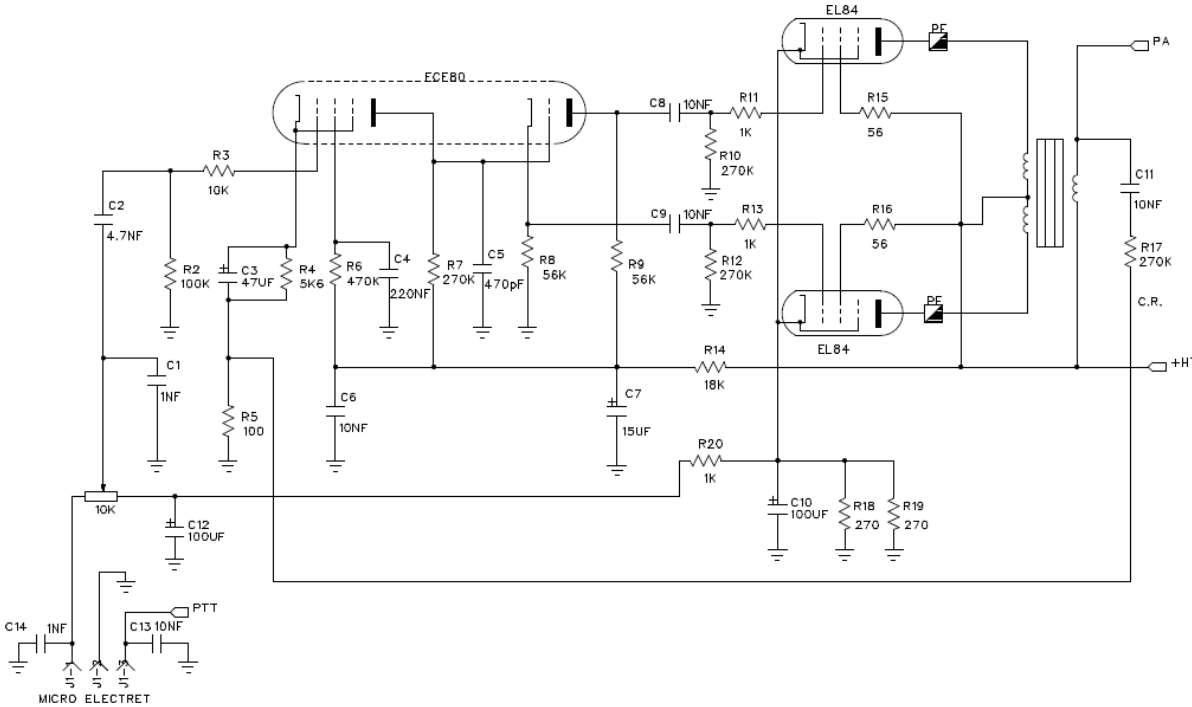 EL84
PF
PA
ECF80
C8
10NF
R11
1K
R15
56
R10
270K
R3
10K
C2
4.7NF
C9
10NF
R13
1K
R16
56
C11
10NF
R2
100K
C3
47UF
R4
5K6
R6
470K
C4
220NF
R7
270K
C5
470pF
R8
56K
R9
56K
R12
270K
R17
270K
C.R.
PF
EL84
R14
18K
+HT
C1
1NF
R5
100
C6
10NF
C7
15UF
R20
1K
10K
C12
100UF
C10
100UF
R18
270
R19
270
PTT
C14
1NF
C13
10NF
MICRO ELECTRET